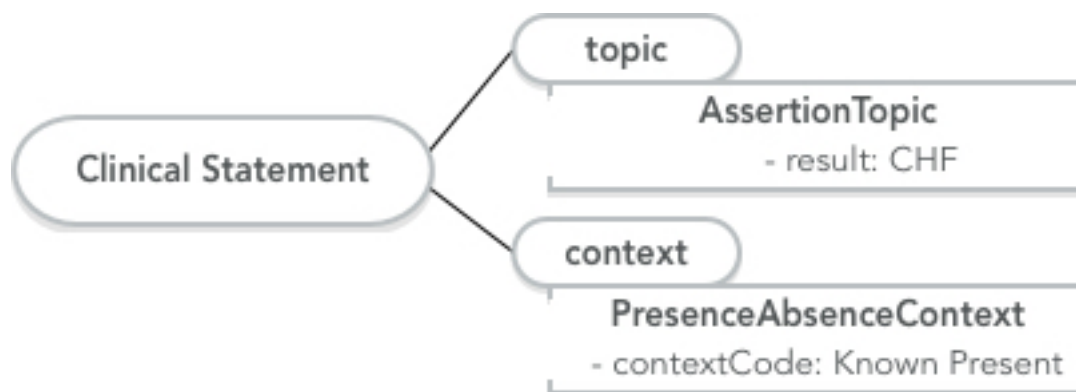 topic
AssertionTopic
- result: CHF
Clinical Statement
context
PresenceAbsenceContext
- contextCode: Known Present